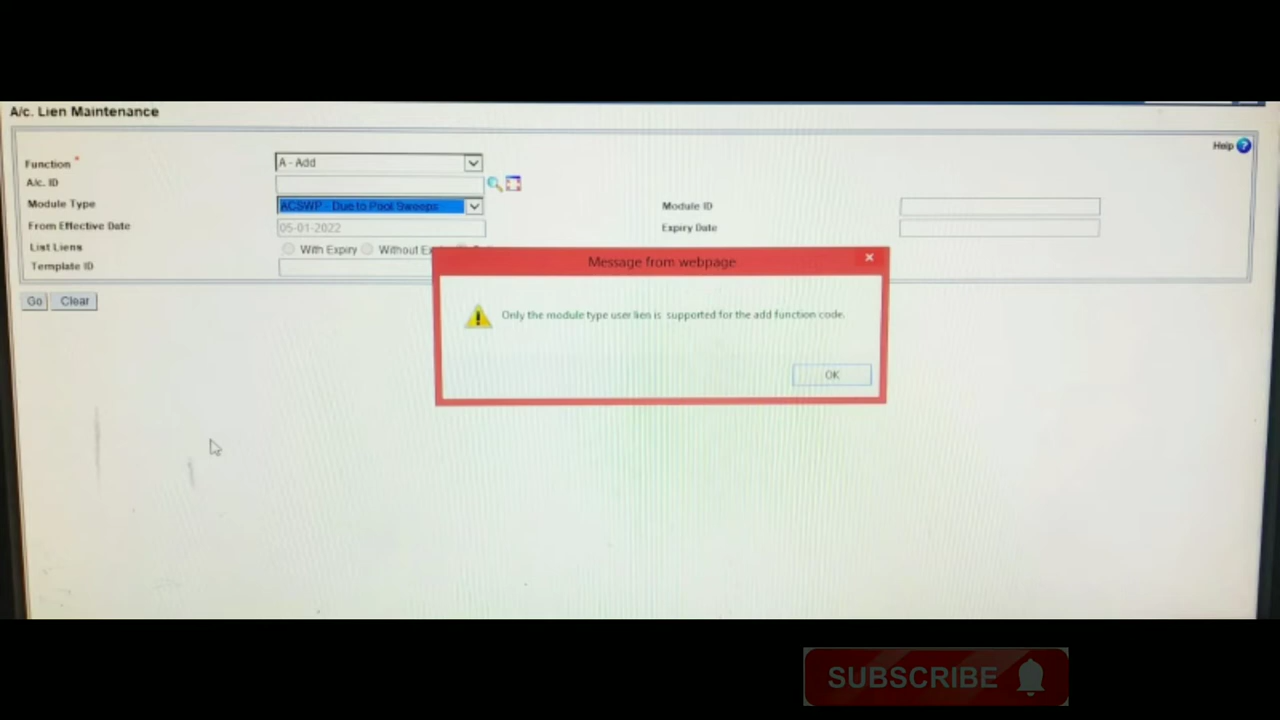 A/c. Lien Maintenance
Help ?
Function * A - Add
A/c. ID
Module Type ACSWP - Due to Pool Sweeps Module ID
From Effective Date 05-01-2022 Expiry Date
List Liens With Expiry Without
Template ID
Message from webpage
Only the module type user lien is supported for the add function code.
OK
Go Clear
SUBSCRIBE